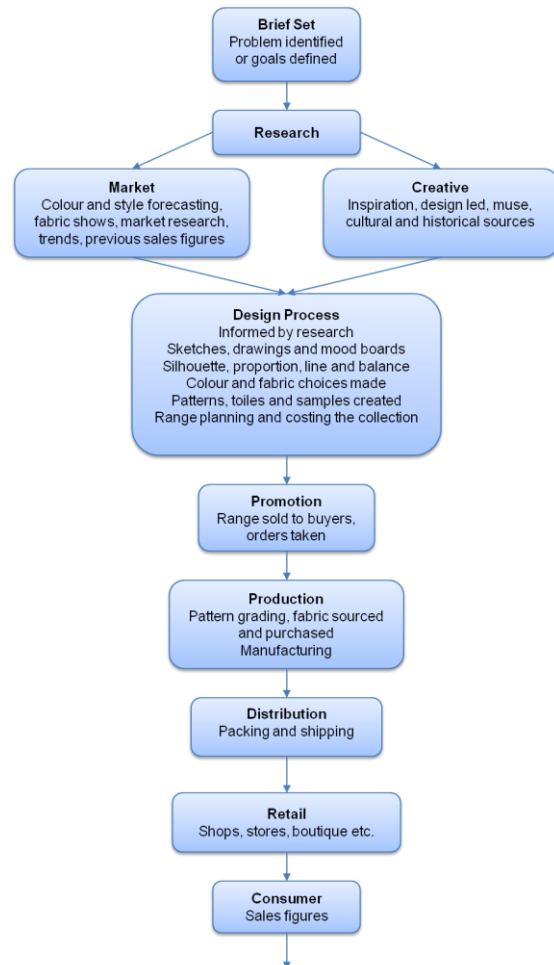 Brief Set
Problem identified
or goals defined
Research
Market
Colour and style forecasting,
fabric shows, market research,
trends, previous sales figures
Creative
Inspiration, design led, muse,
cultural and historical sources
Design Process
Informed by research
Sketches, drawings and mood boards
Silhouette, proportion, line and balance
Colour and fabric choices made
Patterns, toiles and samples created
Range planning and costing the collection
Promotion
Range sold to buyers,
orders taken
Production
Pattern grading, fabric sourced
and purchased
Manufacturing
Distribution
Packing and shipping
Retail
Shops, stores, boutique etc.
Consumer
Sales figures